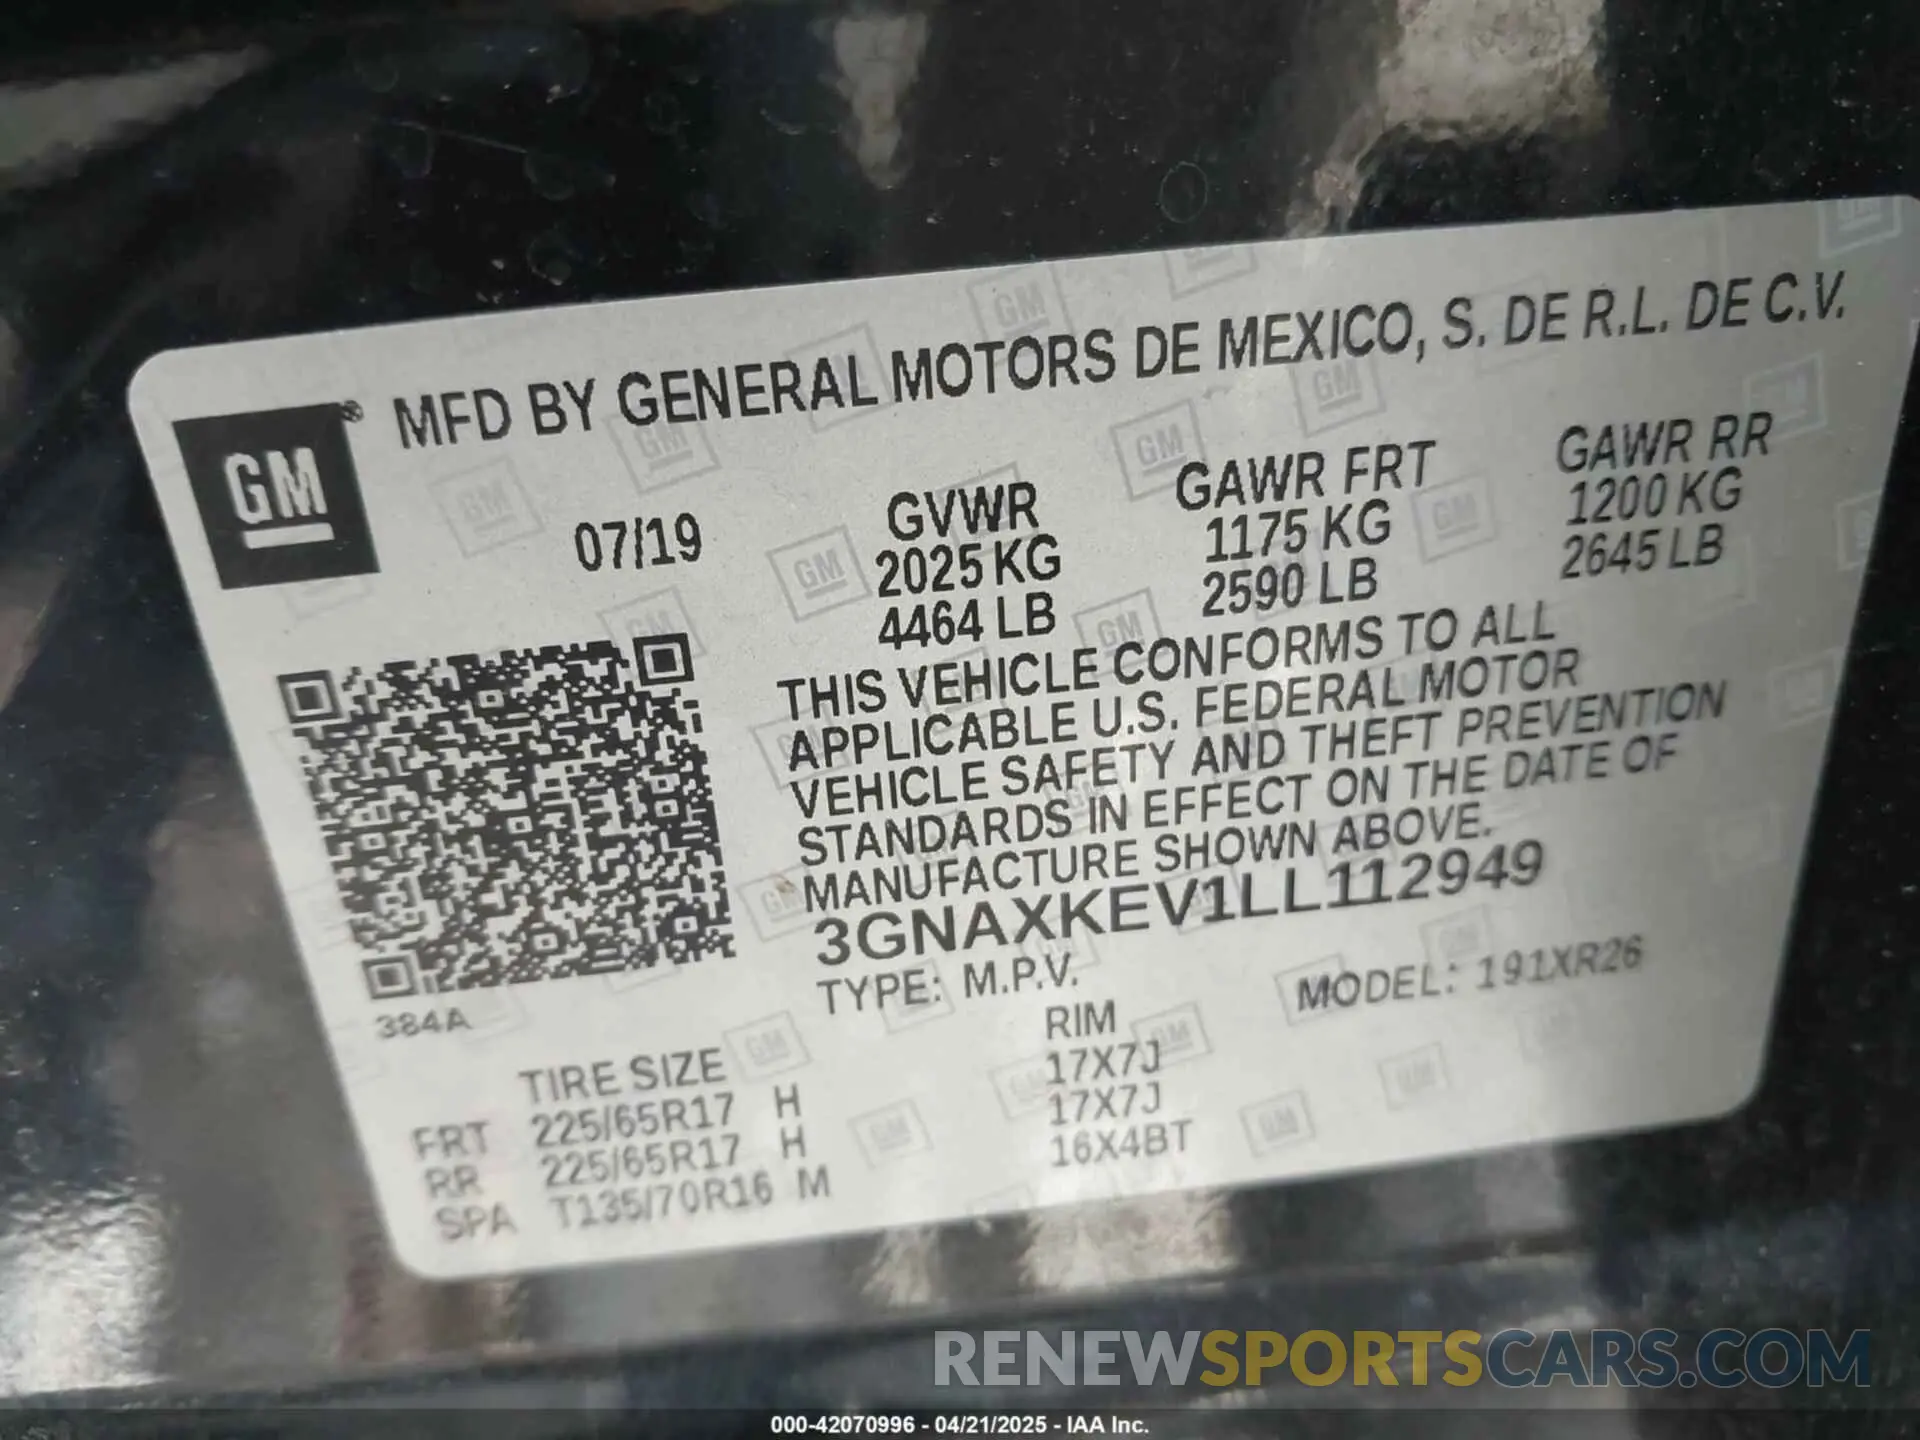 MFD BY GENERAL MOTORS DE MEXICO, S. DE R.L. DE C.V.
GM ®
07/19
GVWR GAWR FRT GAWR RR
2025 KG 1175 KG 1200 KG
4464 LB 2590 LB 2645 LB
THIS VEHICLE CONFORMS TO ALL
APPLICABLE U.S. FEDERAL MOTOR
VEHICLE SAFETY AND THEFT PREVENTION
STANDARDS IN EFFECT ON THE DATE OF
MANUFACTURE SHOWN ABOVE.
3GNAXKEV1LL112949
TYPE: M.P.V. MODEL: 191XR26
384A
TIRE SIZE RIM
FRT 225/65R17 H 17X7J
RR 225/65R17 H 17X7J
SPA T135/70R16 M 16X4BT
RENEWSPORTSCARS.COM
000-42070996 - 04/21/2025 - IAA Inc.